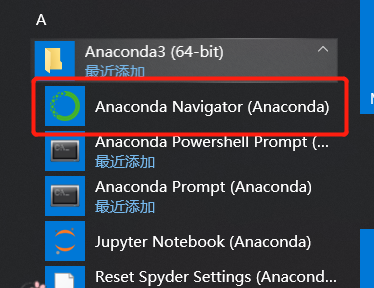 A
Anaconda3 (64-bit)
最近添加
Anaconda Navigator (Anaconda)
Anaconda Powershell Prompt (...
最近添加
Anaconda Prompt (Anaconda)
最近添加
Jupyter Notebook (Anaconda)
Reset Spyder Settings (Anacond...